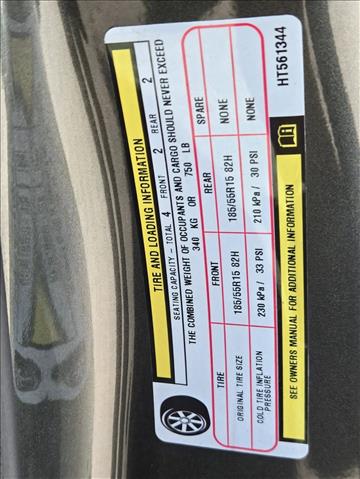 TIRE AND LOADING INFORMATION
SEATING CAPACITY - TOTAL 4 FRONT 2 REAR 2
THE COMBINED WEIGHT OF OCCUPANTS AND CARGO SHOULD NEVER EXCEED
340 KG OR 750 LB
TIRE FRONT REAR SPARE
ORIGINAL TIRE SIZE 185/55R15 82H 185/55R15 82H NONE
COLD TIRE INFLATION
PRESSURE 230 kPa / 33 PSI 210 kPa / 30 PSI NONE
SEE OWNERS MANUAL FOR ADDITIONAL INFORMATION
HT561344